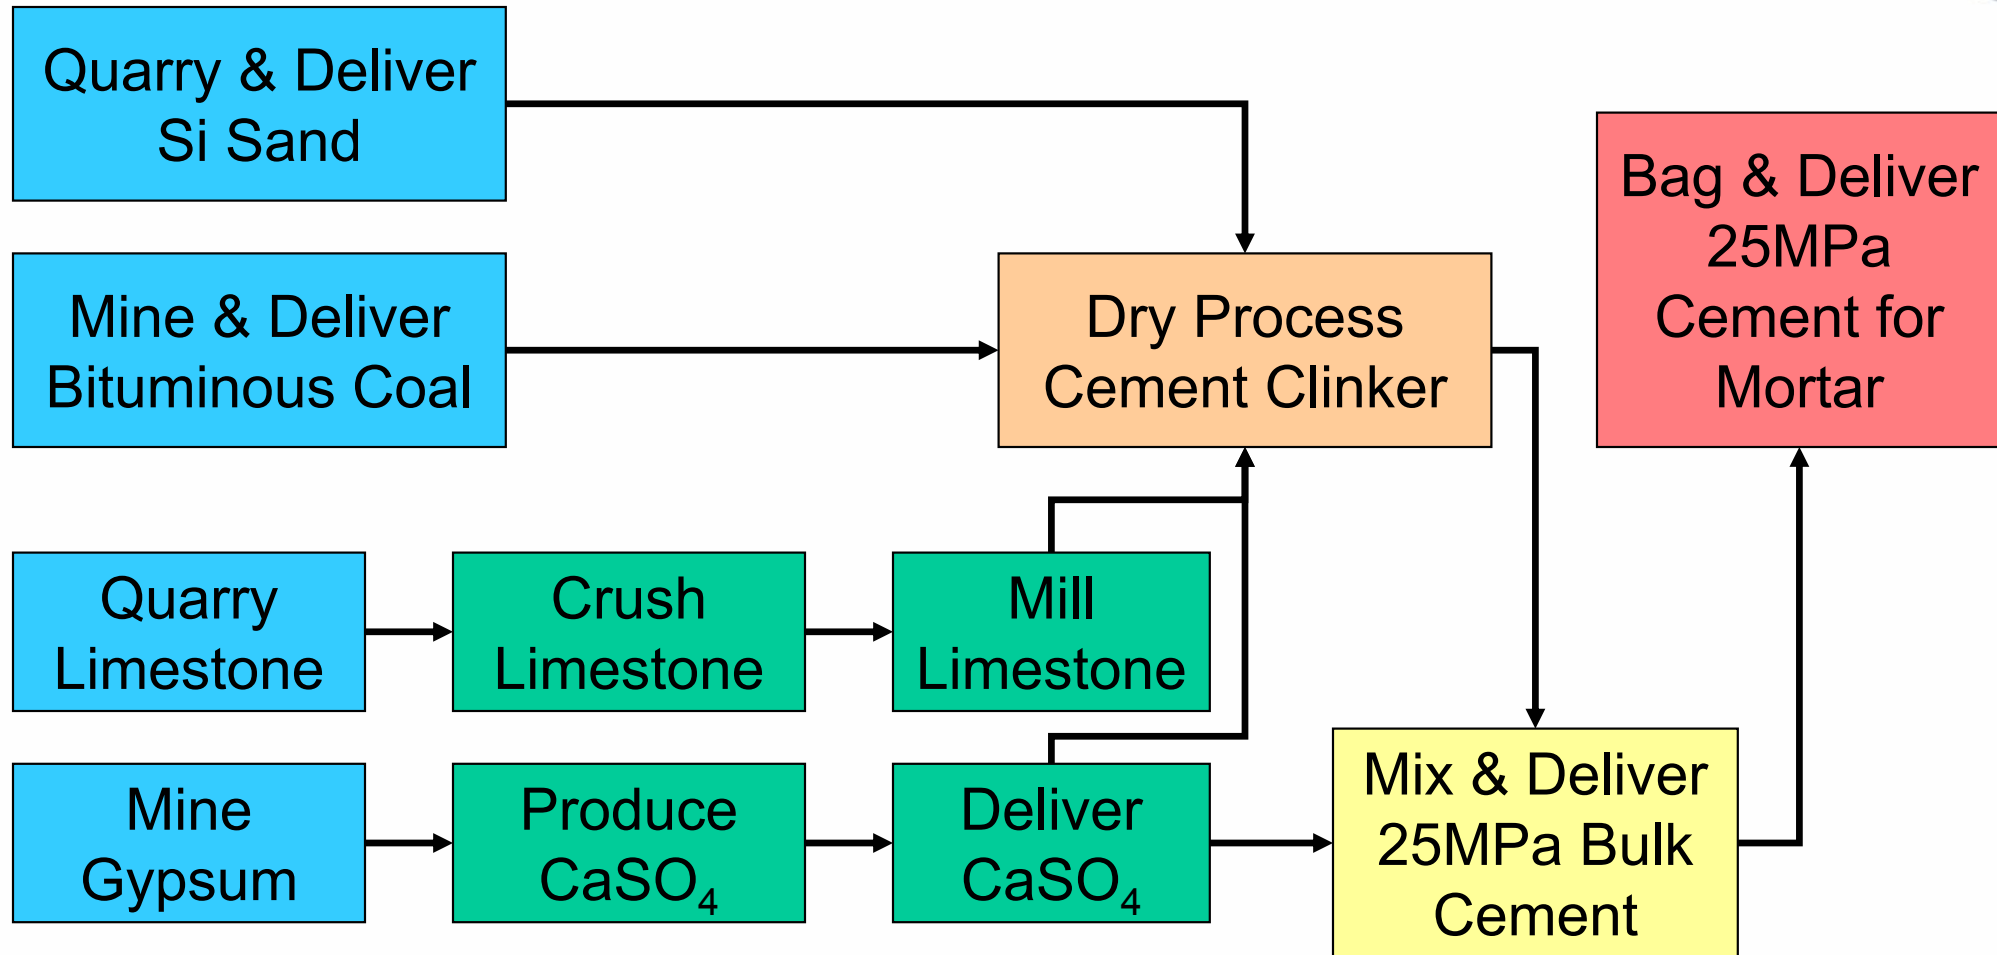 Quarry & Deliver
Si Sand
Mine & Deliver
Bituminous Coal
Dry Process
Cement Clinker
Bag & Deliver
25MPa
Cement for
Mortar
Quarry
Limestone
Crush
Limestone
Mill
Limestone
Mine
Gypsum
Produce
CaSO₄
Deliver
CaSO₄
Mix & Deliver
25MPa Bulk
Cement